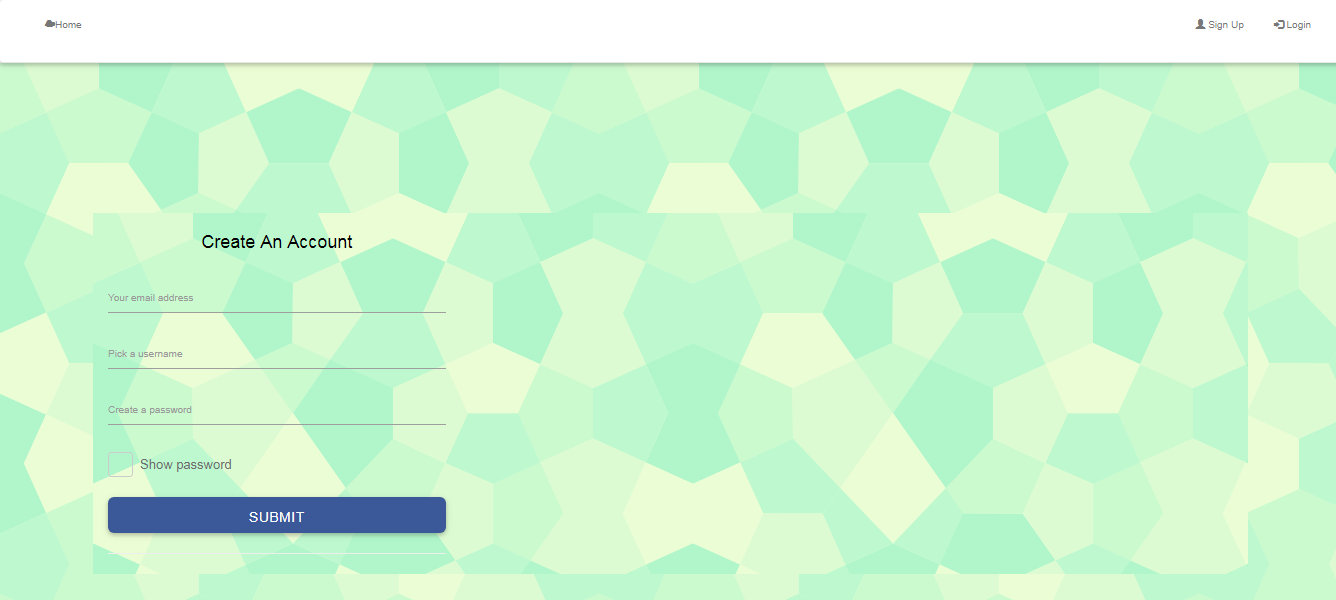 Home
Sign Up
Login
Create An Account
Your email address
Pick a username
Create a password
Show password
SUBMIT